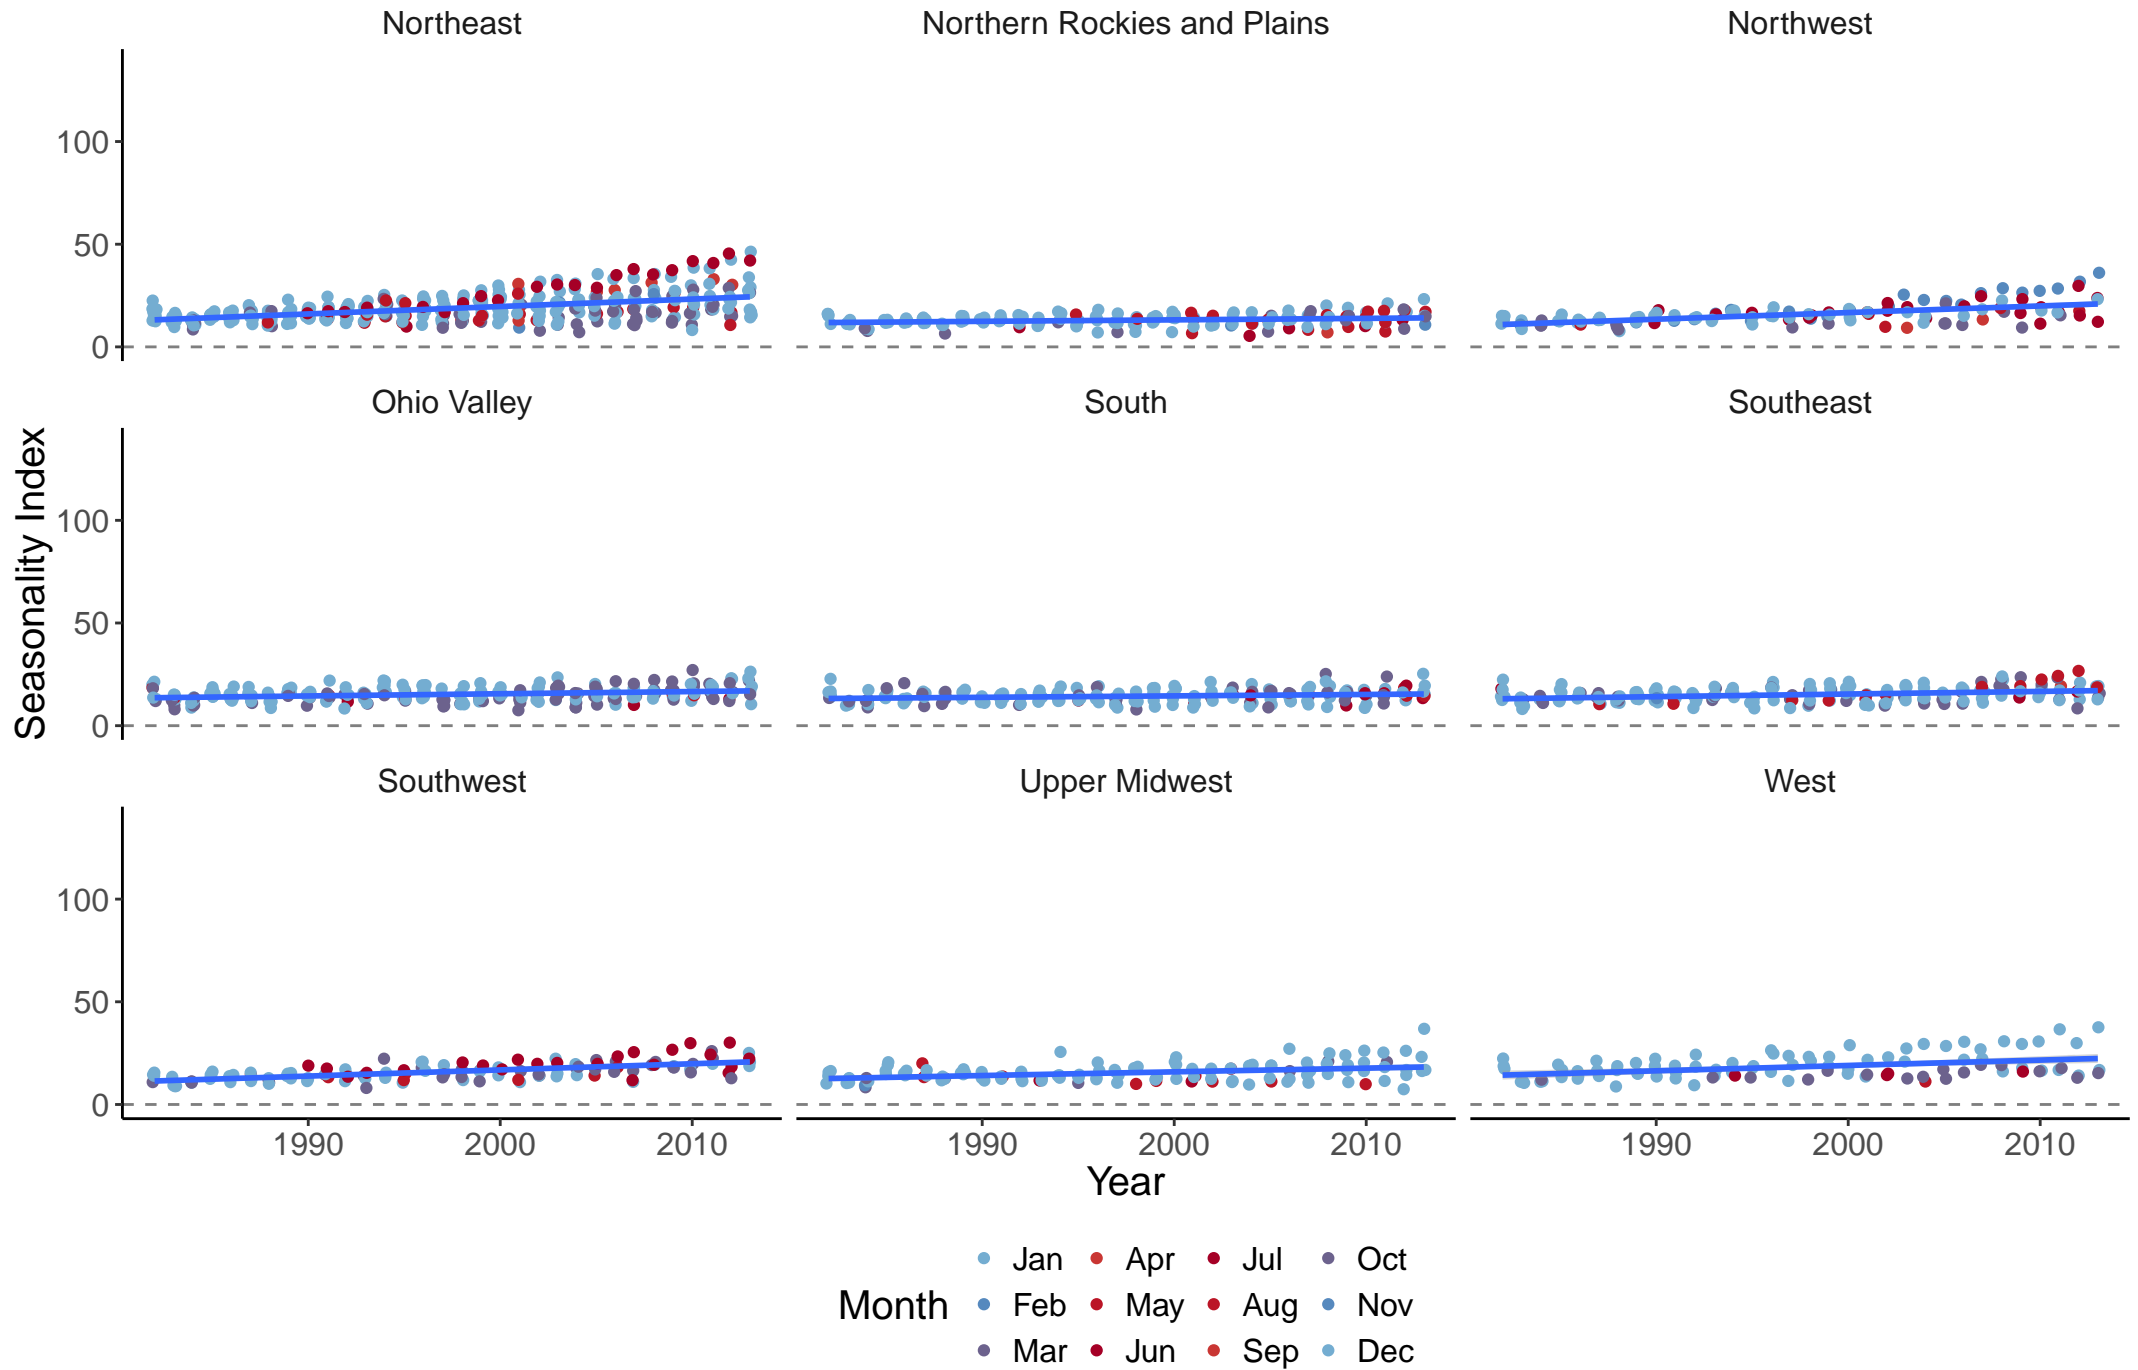 Northeast Northern Rockies and Plains Northwest
100
50
0
Ohio Valley South Southeast
100
50
0
Seasonality Index
Southwest Upper Midwest West
100
50
0
1990 2000 2010 1990 2000 2010 1990 2000 2010
Year
Jan Apr Jul Oct
Month Feb May Aug Nov
Mar Jun Sep Dec